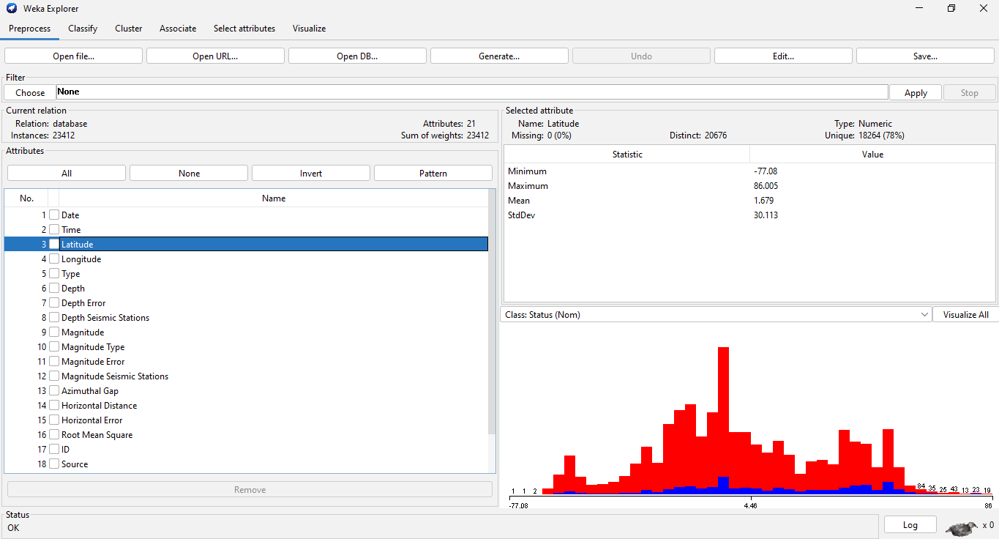 Weka Explorer
Preprocess Classify Cluster Associate Select attributes Visualize
Open file... Open URL... Open DB... Generate... Undo Edit... Save...
Filter
Choose None Apply Stop
Current relation
Relation: database Attributes: 21
Instances: 23412 Sum of weights: 23412
Attributes
All None Invert Pattern
No. Name
1 Date
2 Time
3 Latitude
4 Longitude
5 Type
6 Depth
7 Depth Error
8 Depth Seismic Stations
9 Magnitude
10 Magnitude Type
11 Magnitude Error
12 Magnitude Seismic Stations
13 Azimuthal Gap
14 Horizontal Distance
15 Horizontal Error
16 Root Mean Square
17 ID
18 Source
Remove
Selected attribute
Name: Latitude Type: Numeric
Missing: 0 (0%) Distinct: 20676 Unique: 18264 (78%)
Statistic Value
Minimum -77.08
Maximum 86.005
Mean 1.679
StdDev 30.113
Class: Status (Nom) Visualize All
1 1 2 84 35 25 43 13 23 19
-77.08 4.46 86
Status
OK
Log x 0